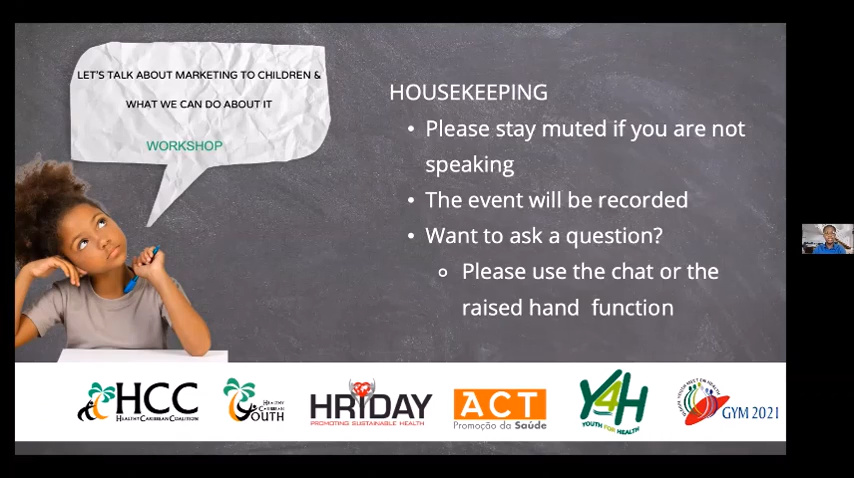 LET'S TALK ABOUT MARKETING TO CHILDREN &
WHAT WE CAN DO ABOUT IT
WORKSHOP
HOUSEKEEPING
• Please stay muted if you are not
speaking
• The event will be recorded
• Want to ask a question?
o Please use the chat or the
raised hand function
HCC
HEALTHY CARIBBEAN COALITION
HEALTHY
CARIBBEAN
YOUTH
HRIDAY
PROMOTING SUSTAINABLE HEALTH
ACT
Promoção da Saúde
Y4H
YOUTH FOR HEALTH
GYM 2021